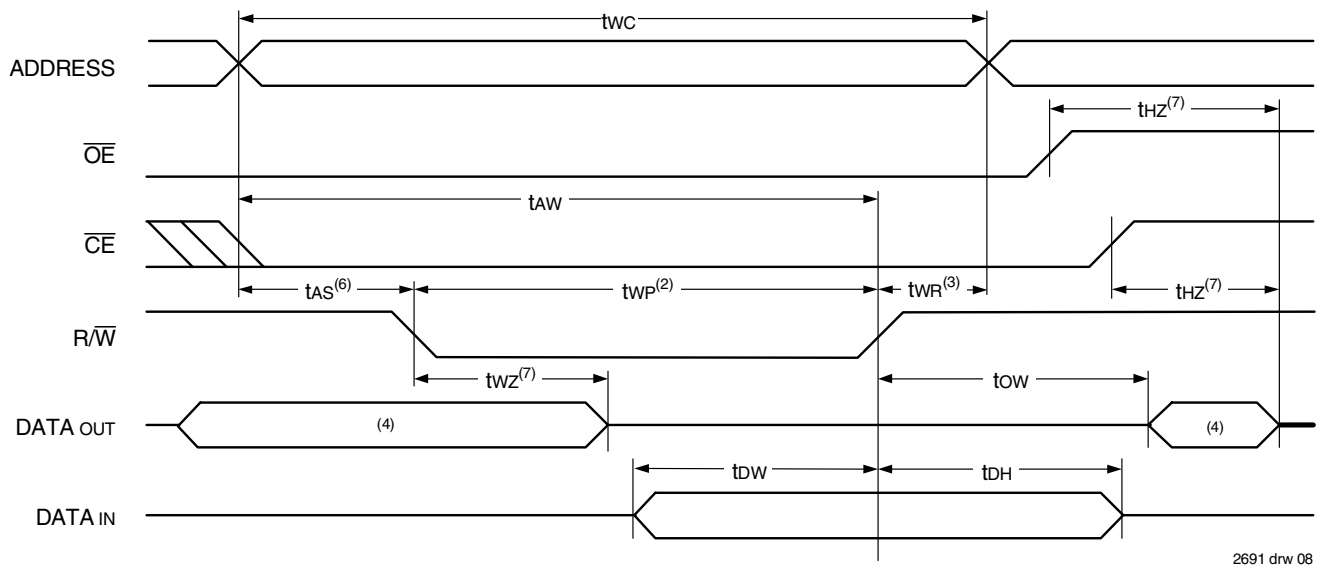 tWC
ADDRESS
tHZ(7)
OE
tAW
CE
tAS(6) tWP(2) tWR(3) tHZ(7)
R/W
tWZ(7) tOW
DATA OUT (4) (4)
tDW tDH
DATA IN
2691 drw 08